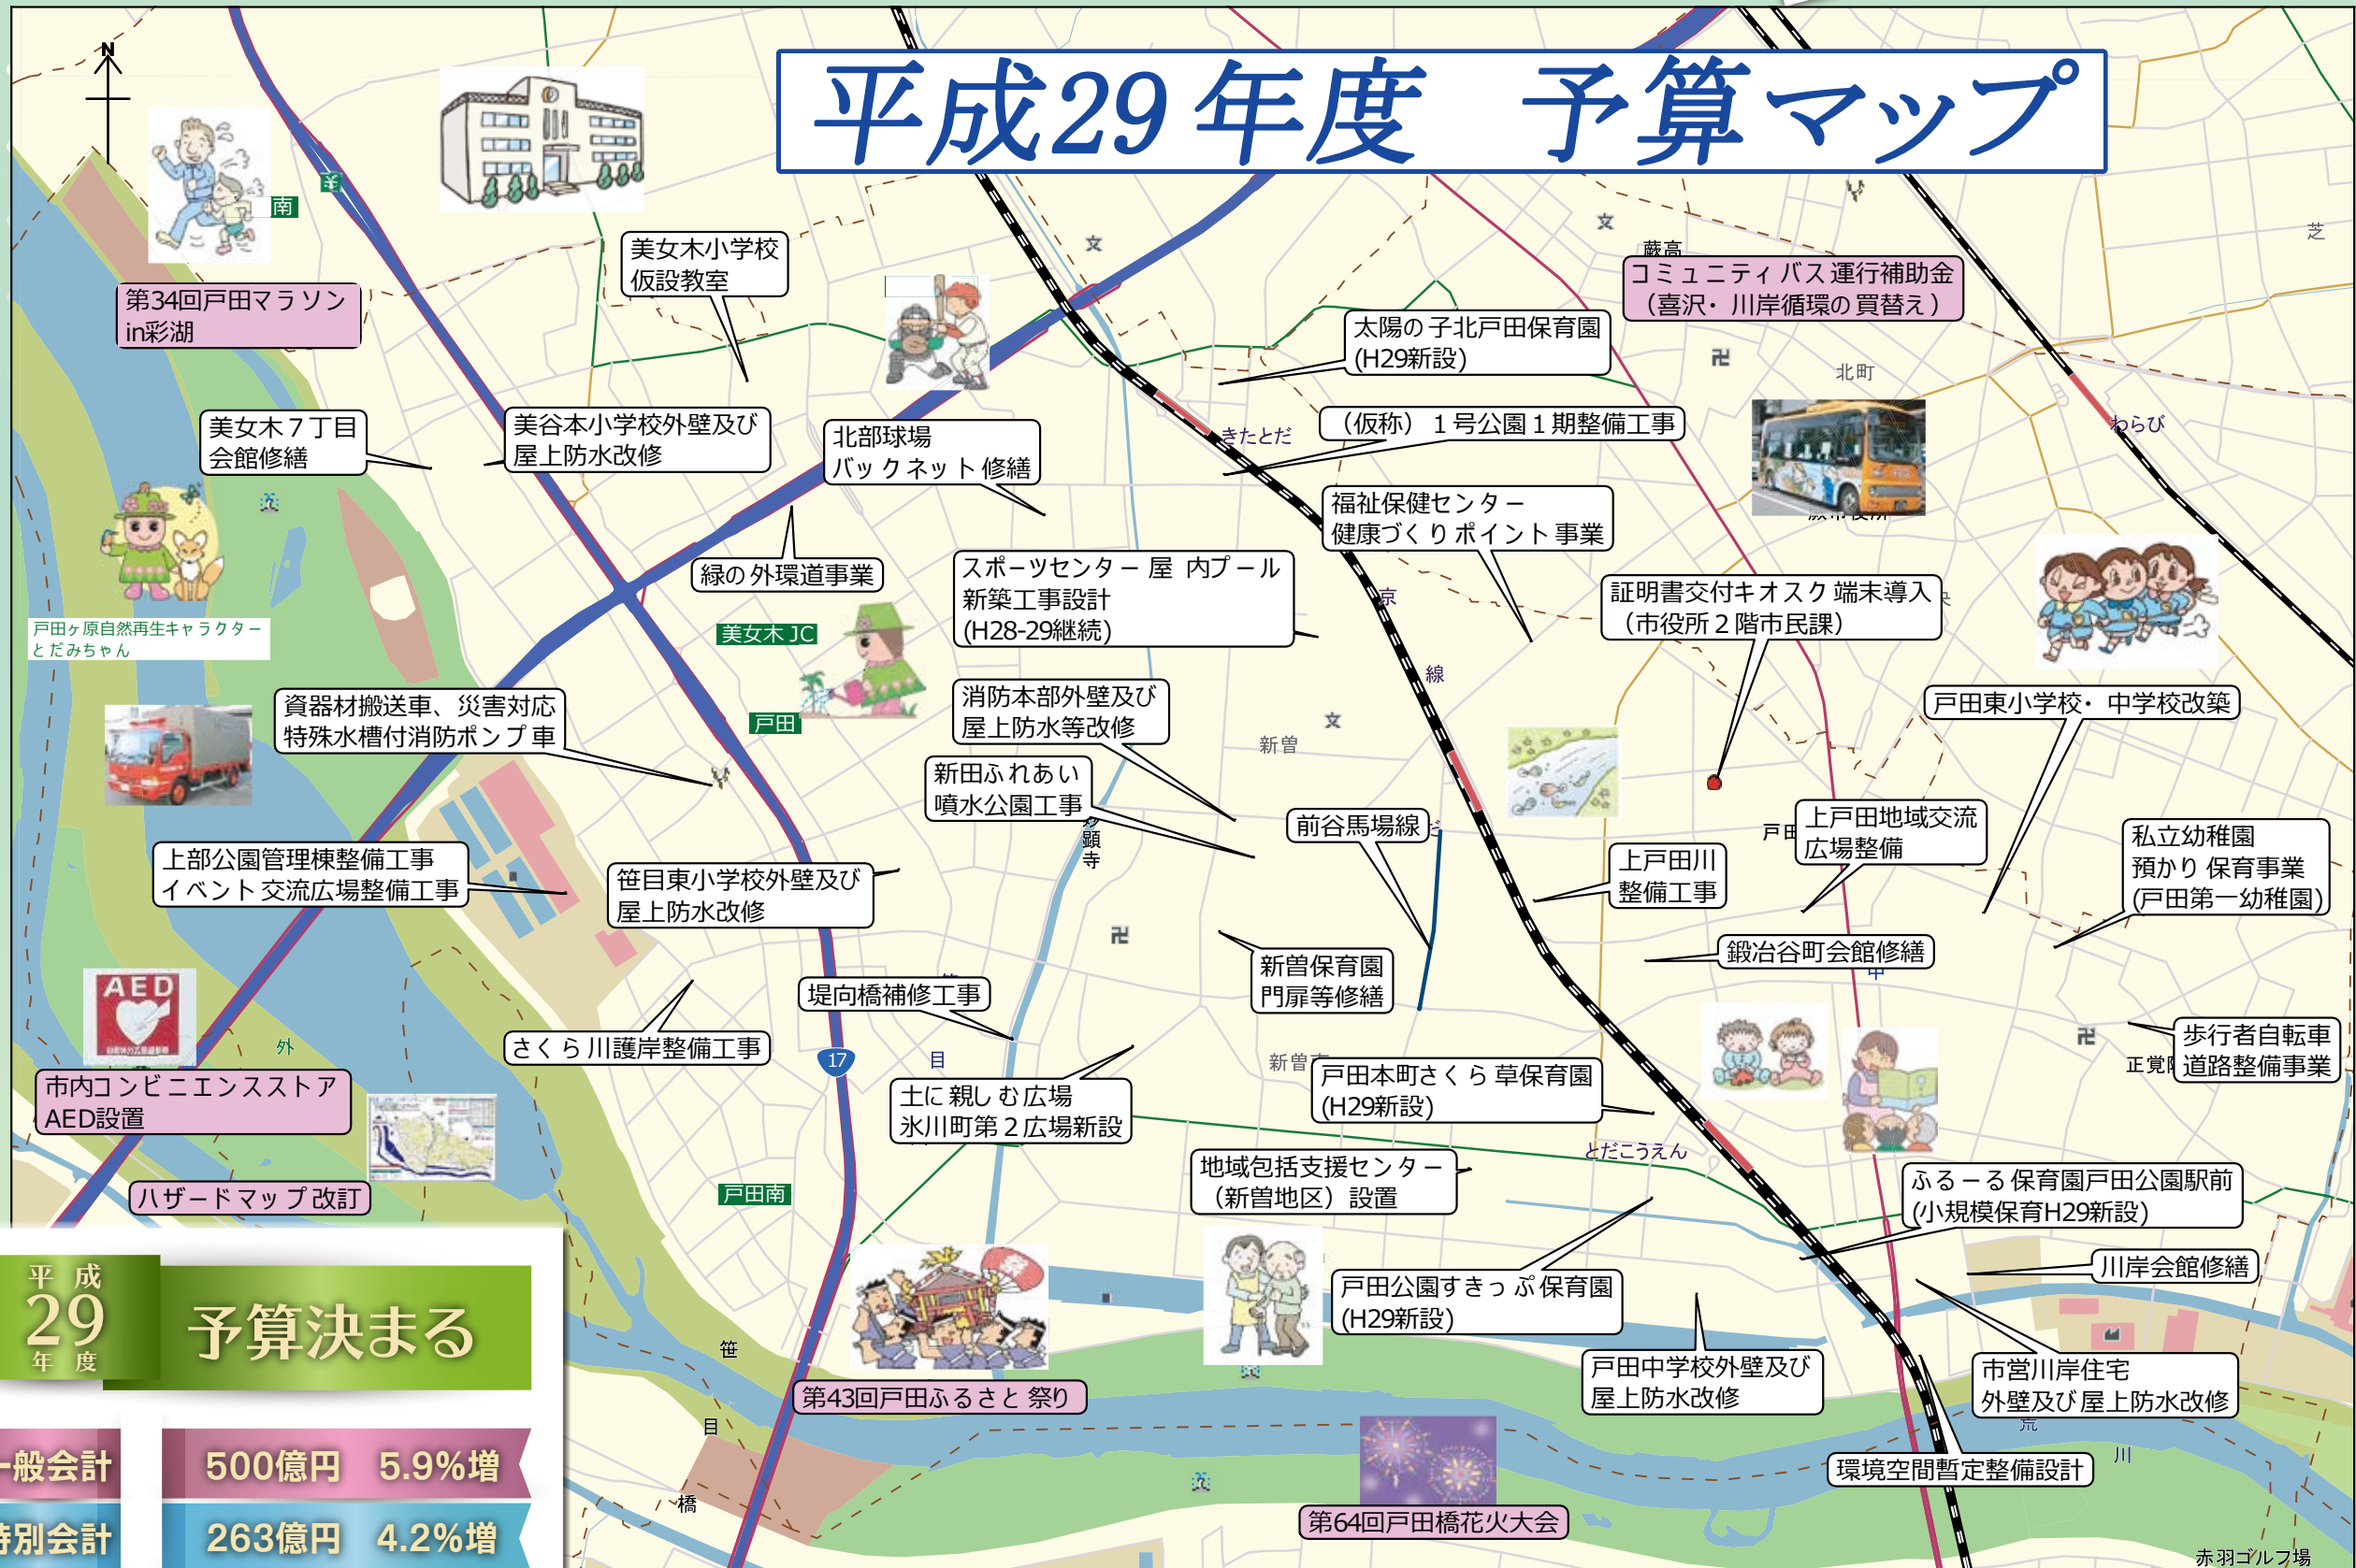 平成29年度 予算マップ
N
南
美女木小学校
仮設教室
第34回戸田マラソン
in彩湖
文
文
蕨高
芝
コミュニティバス運行補助金
（喜沢・川岸循環の買替え）
太陽の子北戸田保育園
(H29新設)
北町
美女木７丁目
会館修繕
美谷本小学校外壁及び
屋上防水改修
北部球場
バックネット修繕
きたとだ
（仮称）１号公園１期整備工事
わらび
福祉保健センター
健康づくりポイント事業
緑の外環道事業
スポーツセンター屋内プール
新築工事設計
(H28-29継続)
京
線
証明書交付キオスク端末導入
（市役所２階市民課）
戸田ヶ原自然再生キャラクター
とだみちゃん
美女木JC
戸田
資器材搬送車、災害対応
特殊水槽付消防ポンプ車
消防本部外壁及び
屋上防水等改修
新曽
文
戸田東小学校・中学校改築
新田ふれあい
噴水公園工事
顕寺
前谷馬場線
だ
上戸田川
整備工事
戸田
上戸田地域交流
広場整備
私立幼稚園
預かり保育事業
(戸田第一幼稚園)
上部公園管理棟整備工事
イベント交流広場整備工事
笹目東小学校外壁及び
屋上防水改修
新曽保育園
門扉等修繕
鍛冶谷町会館修繕
中
堤向橋補修工事
さくら川護岸整備工事
17
目
外
AED
市内コンビニエンスストア
AED設置
土に親しむ広場
氷川町第２広場新設
新曽南
戸田本町さくら草保育園
(H29新設)
正覚
歩行者自転車
道路整備事業
とだこうえん
ハザードマップ改訂
戸田南
地域包括支援センター
（新曽地区）設置
ふるーる保育園戸田公園駅前
(小規模保育H29新設)
川岸会館修繕
戸田公園すきっぷ保育園
(H29新設)
戸田中学校外壁及び
屋上防水改修
市営川岸住宅
外壁及び屋上防水改修
笹
目
橋
第43回戸田ふるさと祭り
荒
川
環境空間暫定整備設計
第64回戸田橋花火大会
赤羽ゴルフ場
平成
29
年度
予算決まる
一般会計 500億円 5.9%増
特別会計 263億円 4.2%増